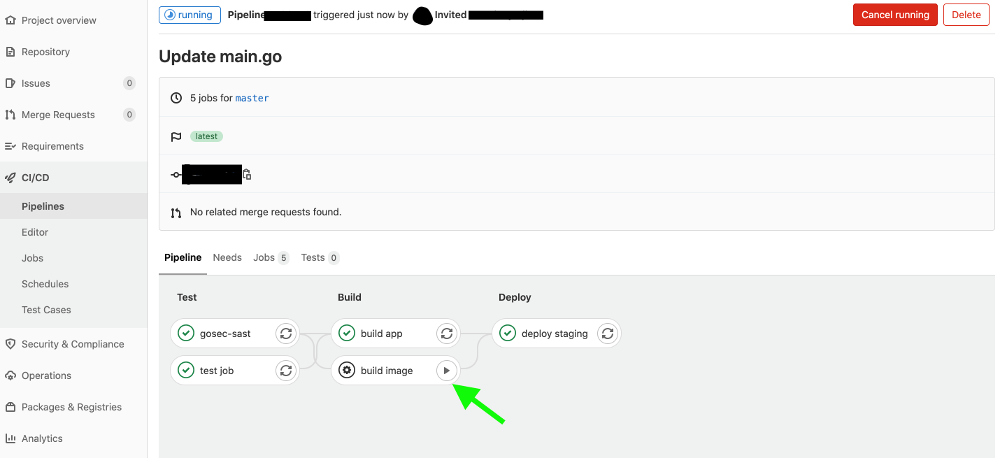 Project overview
Repository
Issues 0
Merge Requests 0
Requirements
CI/CD
Pipelines
Editor
Jobs
Schedules
Test Cases
Security & Compliance
Operations
Packages & Registries
Analytics
running Pipeline triggered just now by Invited Cancel running Delete
Update main.go
5 jobs for master
latest
No related merge requests found.
Pipeline Needs Jobs 5 Tests 0
Test Build Deploy
gosec-sast build app deploy staging
test job build image